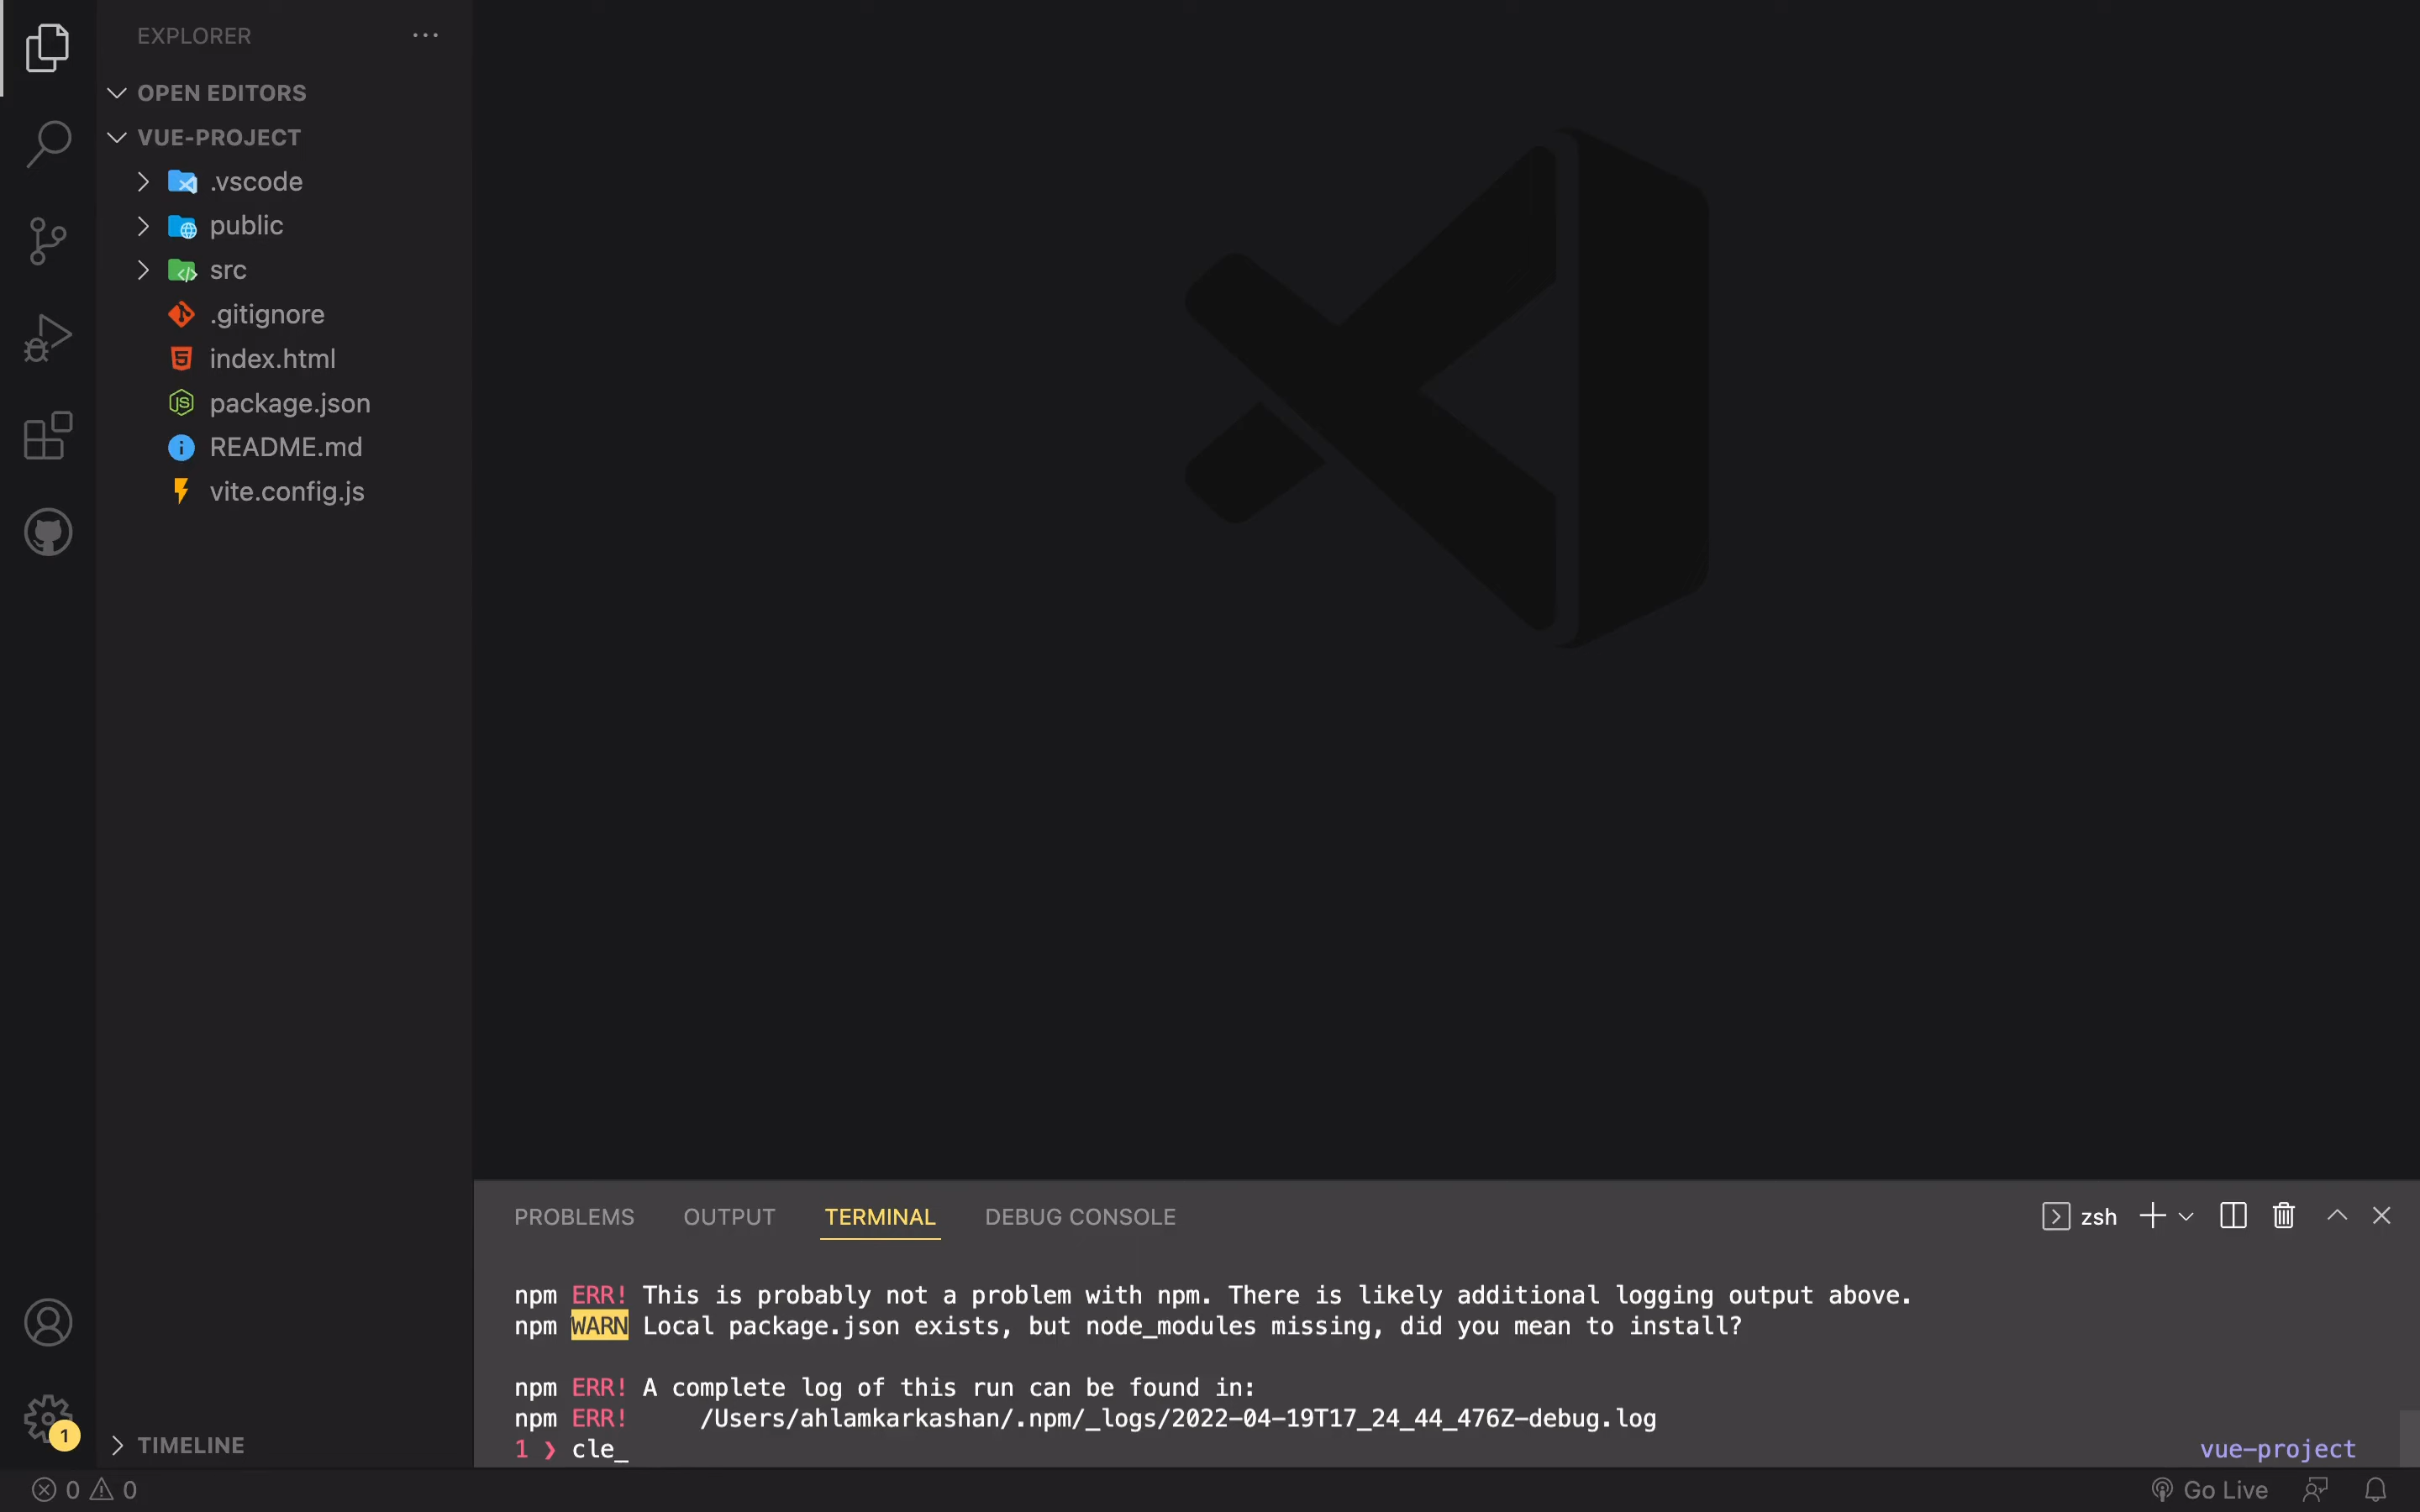 EXPLORER
OPEN EDITORS
VUE-PROJECT
.vscode
public
src
.gitignore
index.html
package.json
README.md
vite.config.js
TIMELINE
1
PROBLEMS OUTPUT TERMINAL DEBUG CONSOLE zsh
npm ERR! This is probably not a problem with npm. There is likely additional logging output above.
npm WARN Local package.json exists, but node_modules missing, did you mean to install?
npm ERR! A complete log of this run can be found in:
npm ERR!     /Users/ahlamkarkashan/.npm/_logs/2022-04-19T17_24_44_476Z-debug.log
1 ❯ cle_ vue-project
0 0 Go Live